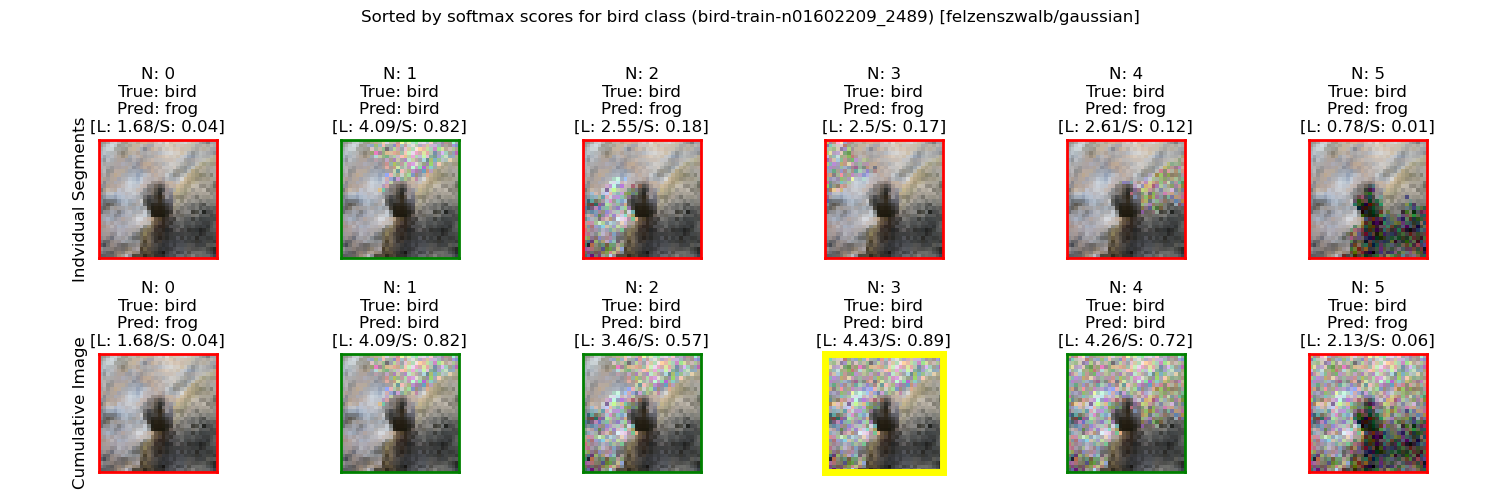 Sorted by softmax scores for bird class (bird-train-n01602209_2489) [felzenszwalb/gaussian]
Indvidual Segments
N: 0
True: bird
Pred: frog
[L: 1.68/S: 0.04]
N: 1
True: bird
Pred: bird
[L: 4.09/S: 0.82]
N: 2
True: bird
Pred: frog
[L: 2.55/S: 0.18]
N: 3
True: bird
Pred: frog
[L: 2.5/S: 0.17]
N: 4
True: bird
Pred: frog
[L: 2.61/S: 0.12]
N: 5
True: bird
Pred: frog
[L: 0.78/S: 0.01]
Cumulative Image
N: 0
True: bird
Pred: frog
[L: 1.68/S: 0.04]
N: 1
True: bird
Pred: bird
[L: 4.09/S: 0.82]
N: 2
True: bird
Pred: bird
[L: 3.46/S: 0.57]
N: 3
True: bird
Pred: bird
[L: 4.43/S: 0.89]
N: 4
True: bird
Pred: bird
[L: 4.26/S: 0.72]
N: 5
True: bird
Pred: frog
[L: 2.13/S: 0.06]